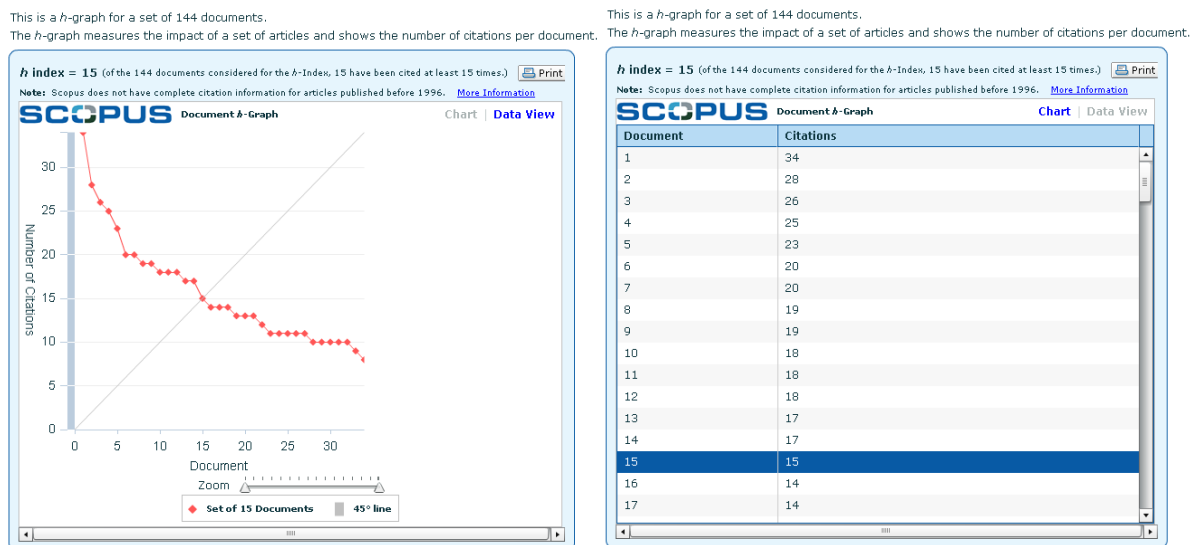 This is a h-graph for a set of 144 documents.
The h-graph measures the impact of a set of articles and shows the number of citations per document.
h index = 15 (of the 144 documents considered for the h-Index, 15 have been cited at least 15 times.)
Print
Note: Scopus does not have complete citation information for articles published before 1996. More Information
SCOPUS Document h-Graph
Chart | Data View
30
25
20
15
10
5
0
Number of Citations
0 5 10 15 20 25 30
Document
Zoom
Set of 15 Documents 45° line
This is a h-graph for a set of 144 documents.
The h-graph measures the impact of a set of articles and shows the number of citations per document.
h index = 15 (of the 144 documents considered for the h-Index, 15 have been cited at least 15 times.)
Print
Note: Scopus does not have complete citation information for articles published before 1996. More Information
SCOPUS Document h-Graph
Chart | Data View
Document Citations
1 34
2 28
3 26
4 25
5 23
6 20
7 20
8 19
9 19
10 18
11 18
12 18
13 17
14 17
15 15
16 14
17 14